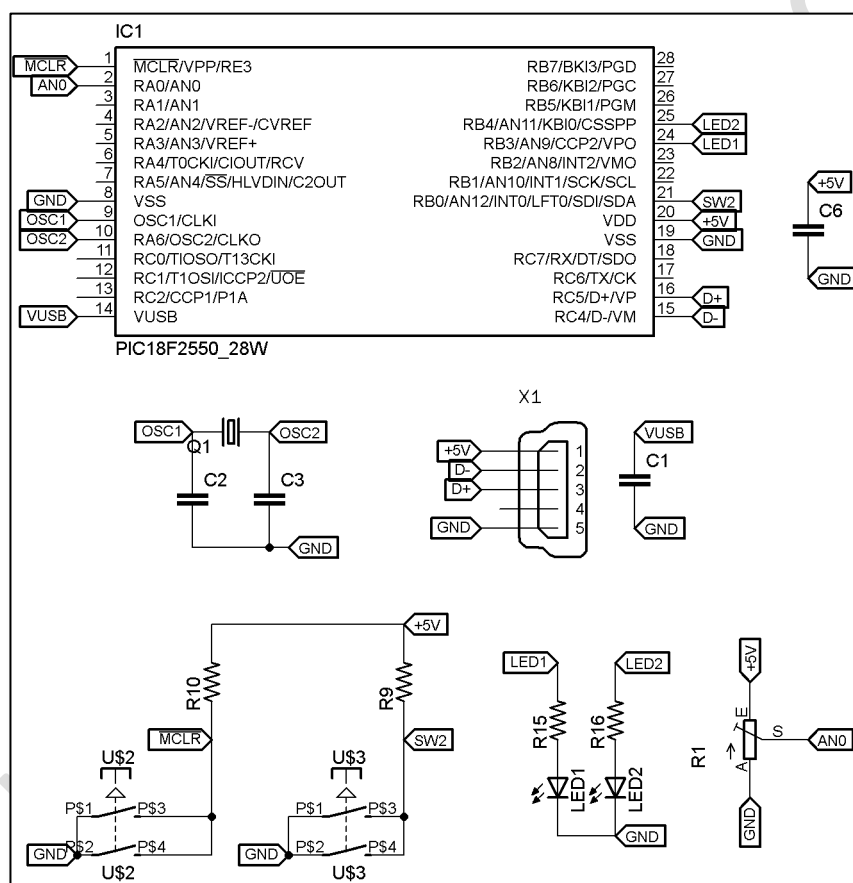 IC1
MCLR 1 MCLR/VPP/RE3 RB7/BKI3/PGD 28
AN0 2 RA0/AN0 RB6/KBI2/PGC 27
3 RA1/AN1 RB5/KBI1/PGM 26
4 RA2/AN2/VREF-/CVREF RB4/AN11/KBI0/CSSPP 25 LED2
5 RA3/AN3/VREF+ RB3/AN9/CCP2/VPO 24 LED1
6 RA4/T0CKI/CIOUT/RCV RB2/AN8/INT2/VMO 23
7 RA5/AN4/SS/HLVDIN/C2OUT RB1/AN10/INT1/SCK/SCL 22
GND 8 VSS RB0/AN12/INT0/LFT0/SDI/SDA 21 SW2
OSC1 9 OSC1/CLKI VDD 20 +5V
OSC2 10 RA6/OSC2/CLKO VSS 19 GND
11 RC0/TIOSO/T13CKI RC7/RX/DT/SDO 18
12 RC1/T1OSI/ICCP2/UOE RC6/TX/CK 17
13 RC2/CCP1/P1A RC5/D+/VP 16 D+
VUSB 14 VUSB RC4/D-/VM 15 D-
PIC18F2550_28W
+5V
C6
GND
OSC1 Q1 OSC2
C2 C3
GND
X1
+5V 1
D- 2
D+ 3
4
GND 5
VUSB
C1
GND
+5V
R10 R9
MCLR SW2
U$2 U$3
P$1 P$3 P$1 P$3
GND P$2 P$4 GND P$2 P$4
U$2 U$3
LED1 LED2
R15 R16
LED1 LED2
GND
+5V
E
R1 S AN0
A
GND